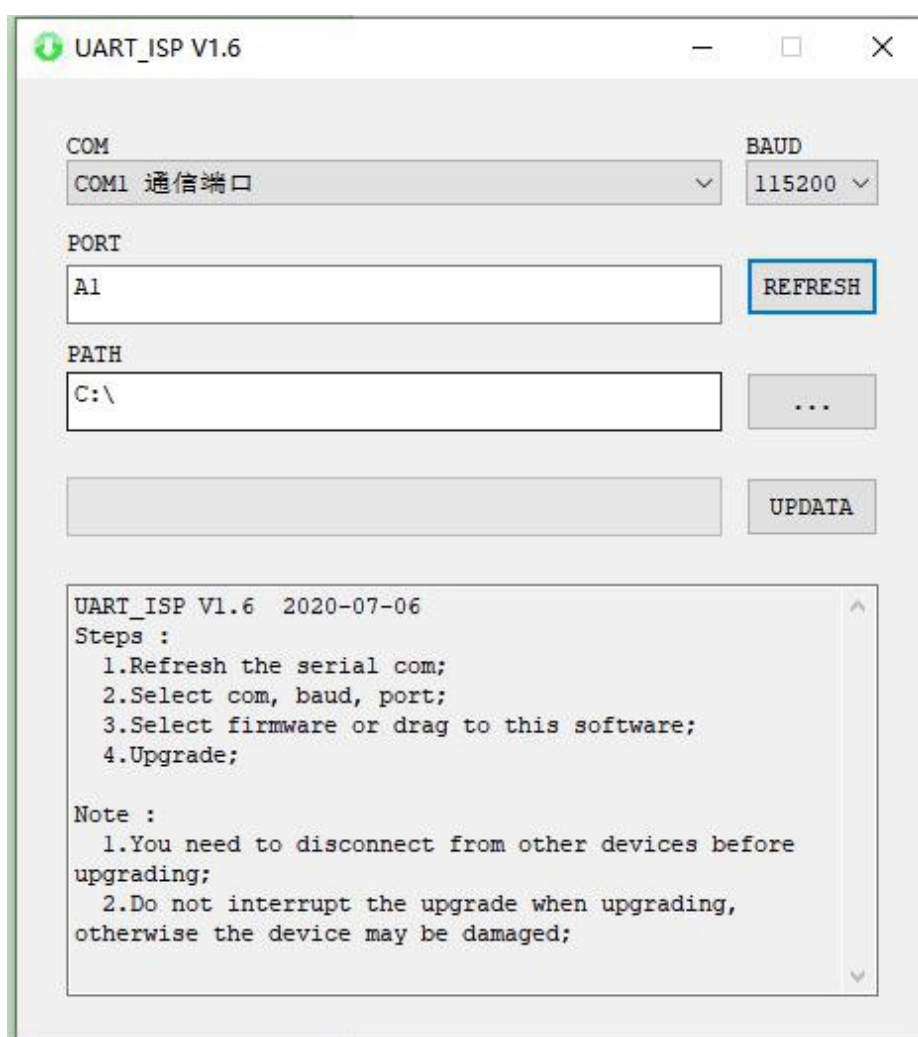 UART_ISP V1.6
COM
BAUD
COM1 通信端口
115200
PORT
A1
REFRESH
PATH
C:\
...
UPDATA
UART_ISP V1.6  2020-07-06
Steps :
1.Refresh the serial com;
2.Select com, baud, port;
3.Select firmware or drag to this software;
4.Upgrade;
Note :
1.You need to disconnect from other devices before
upgrading;
2.Do not interrupt the upgrade when upgrading,
otherwise the device may be damaged;